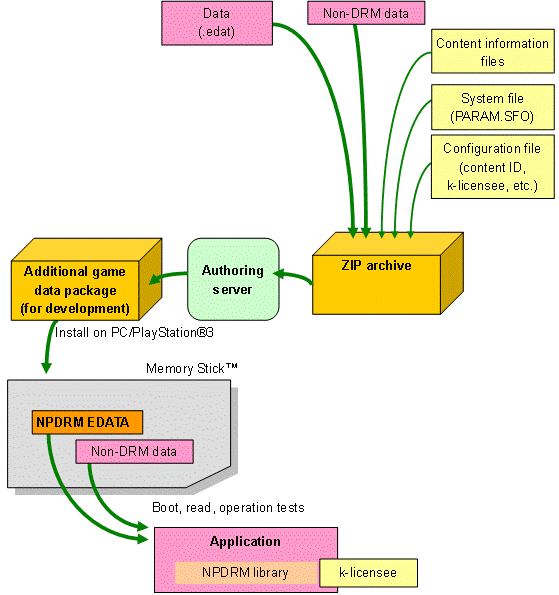 Data
(.edat)
Non-DRM data
Content information
files
System file
(PARAM.SFO)
Configuration file
(content ID,
k-licensee, etc.)
ZIP archive
Authoring
server
Additional game
data package
(for development)
Install on PC/PlayStation®3
Memory Stick™
NPDRM EDATA
Non-DRM data
Boot, read, operation tests
Application
NPDRM library
k-licensee